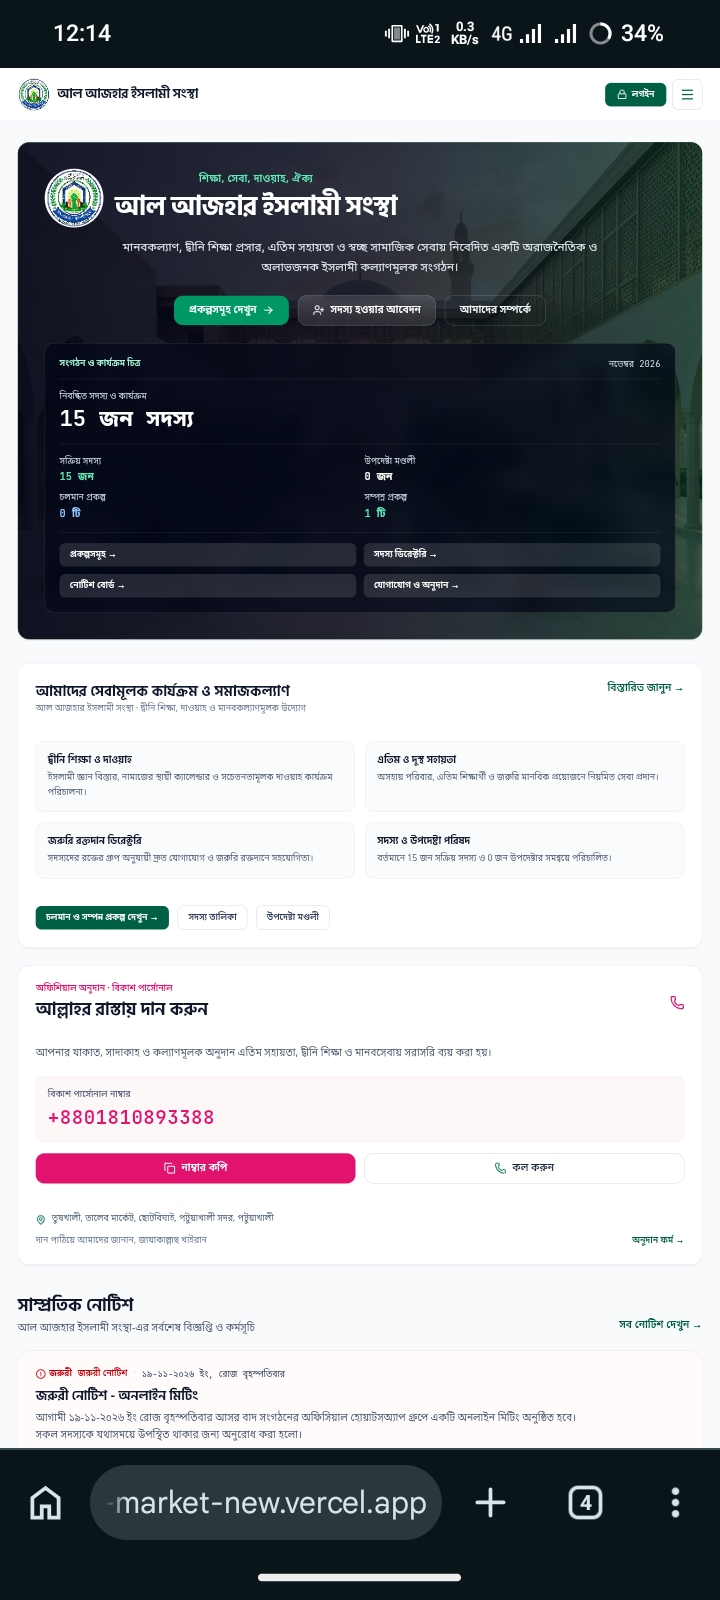 12:14
Vo)) 1 LTE2 0.3 KB/s 4G 34%
আল আজহার ইসলামী সংস্থা
লগইন
শিক্ষা, সেবা, দাওয়াহ, ঐক্য
আল আজহার ইসলামী সংস্থা
মানবকল্যাণ, দ্বীনি শিক্ষা প্রসার, এতিম সহায়তা ও স্বচ্ছ সামাজিক সেবায় নিবেদিত একটি অরাজনৈতিক ও
অলাভজনক ইসলামী কল্যাণমূলক সংগঠন।
প্রকল্পসমূহ দেখুন →
সদস্য হওয়ার আবেদন
আমাদের সম্পর্কে
সংগঠন ও কার্যক্রম চিত্র
নভেম্বর 2026
নিবন্ধিত সদস্য ও কার্যক্রম
15 জন সদস্য
সক্রিয় সদস্য
15 জন
উপদেষ্টা মণ্ডলী
0 জন
চলমান প্রকল্প
0 টি
সম্পন্ন প্রকল্প
1 টি
প্রকল্পসমূহ →
সদস্য ডিরেক্টরি →
নোটিশ বোর্ড →
যোগাযোগ ও অনুদান →
আমাদের সেবামূলক কার্যক্রম ও সমাজকল্যাণ
বিস্তারিত জানুন →
আল আজহার ইসলামী সংস্থা · দ্বীনি শিক্ষা, দাওয়াহ ও মানবকল্যাণমূলক উদ্যোগ
দ্বীনি শিক্ষা ও দাওয়াহ
ইসলামী জ্ঞান বিস্তার, নামাজের স্থায়ী ক্যালেন্ডার ও সচেতনতামূলক দাওয়াহ কার্যক্রম
পরিচালনা।
এতিম ও দুস্থ সহায়তা
অসহায় পরিবার, এতিম শিক্ষার্থী ও জরুরি মানবিক প্রয়োজনে নিয়মিত সেবা প্রদান।
জরুরি রক্তদান ডিরেক্টরি
সদস্যদের রক্তের গ্রুপ অনুযায়ী দ্রুত যোগাযোগ ও জরুরি রক্তদানে সহযোগিতা।
সদস্য ও উপদেষ্টা পরিষদ
বর্তমানে 15 জন সক্রিয় সদস্য ও 0 জন উপদেষ্টার সমন্বয়ে পরিচালিত।
চলমান ও সম্পন্ন প্রকল্প দেখুন →
সদস্য তালিকা
উপদেষ্টা মণ্ডলী
অফিশিয়াল অনুদান · বিকাশ পার্সোনাল
আল্লাহর রাস্তায় দান করুন
আপনার যাকাত, সাদাকাহ ও কল্যাণমূলক অনুদান এতিম সহায়তা, দ্বীনি শিক্ষা ও মানবসেবায় সরাসরি ব্যয় করা হয়।
বিকাশ পার্সোনাল নাম্বার
+8801810893388
নাম্বার কপি
কল করুন
তুষখালী, তালেব মার্কেট, ছোটবিঘাই, পটুয়াখালী সদর, পটুয়াখালী
দান পাঠিয়ে আমাদের জানান, জাযাকাল্লাহু খাইরান
অনুদান ফর্ম →
সাম্প্রতিক নোটিশ
আল আজহার ইসলামী সংস্থা-এর সর্বশেষ বিজ্ঞপ্তি ও কর্মসূচি
সব নোটিশ দেখুন →
জরুরী জরুরী নোটিশ · ১৯-১১-২০২৬ ইং, রোজ বৃহস্পতিবার
জরুরী নোটিশ - অনলাইন মিটিং
আগামী ১৯-১১-২০২৬ ইং রোজ বৃহস্পতিবার আসর বাদ সংগঠনের অফিসিয়াল হোয়াটসঅ্যাপ গ্রুপে একটি অনলাইন মিটিং অনুষ্ঠিত হবে।
সকল সদস্যকে যথাসময়ে উপস্থিত থাকার জন্য অনুরোধ করা হলো।
-market-new.vercel.app
4